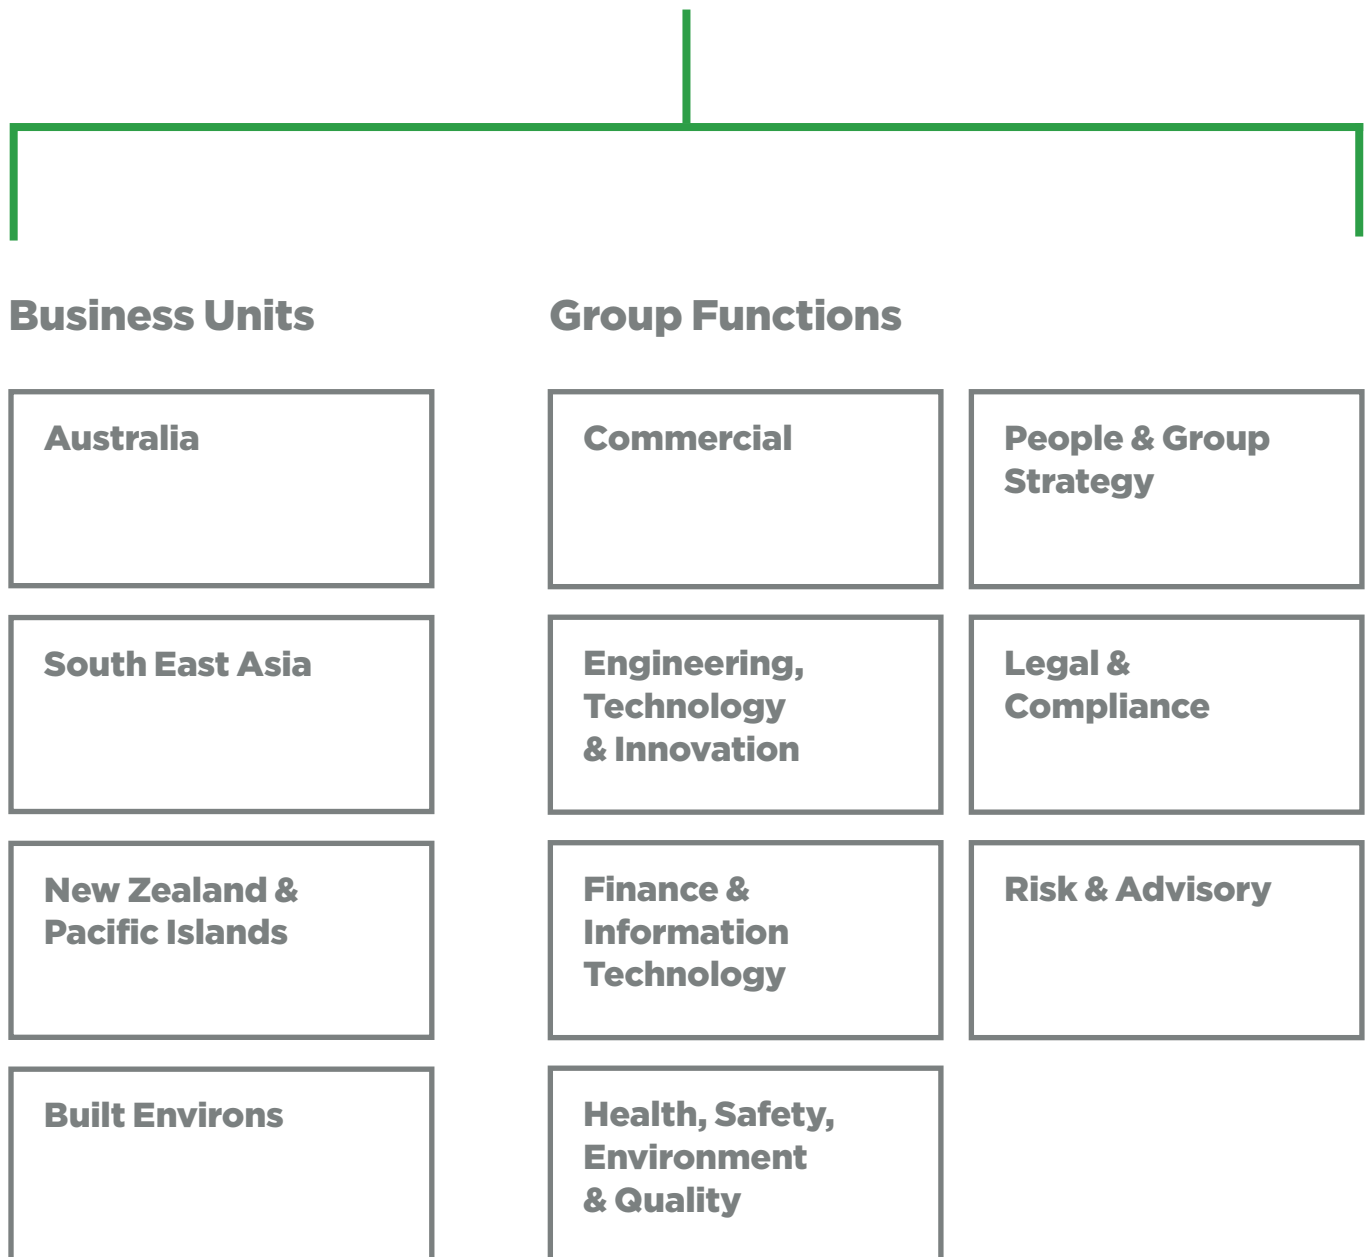 Business Units
Australia
South East Asia
New Zealand &
Pacific Islands
Built Environs
Group Functions
Commercial
Engineering,
Technology
& Innovation
Finance &
Information
Technology
Health, Safety,
Environment
& Quality
People & Group
Strategy
Legal &
Compliance
Risk & Advisory